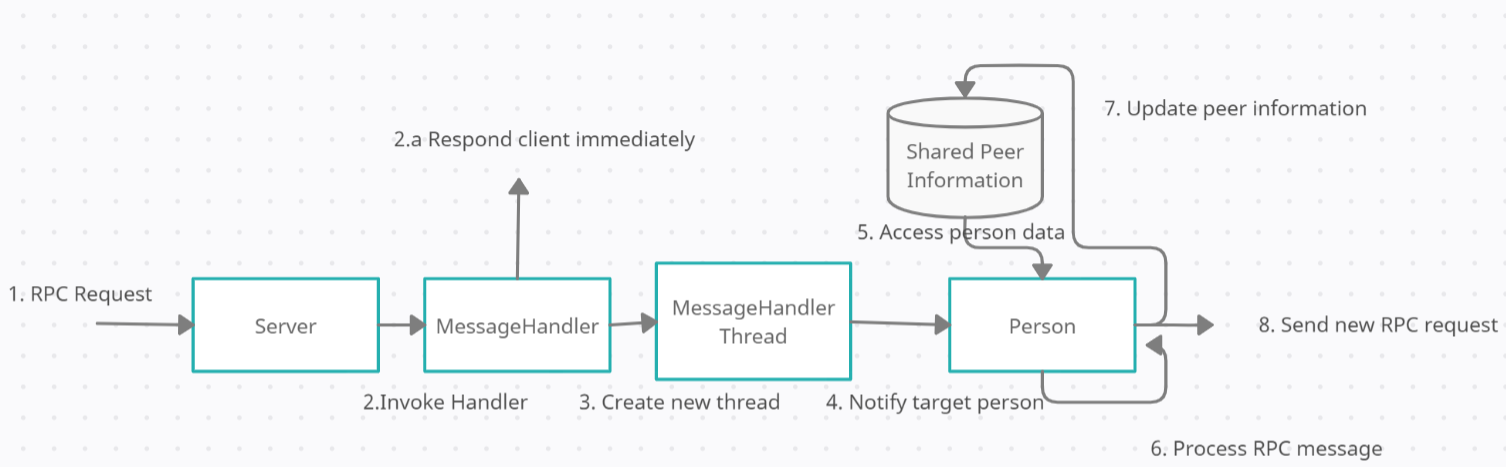 7. Update peer information
2.a Respond client immediately
Shared Peer
Information
5. Access person data
1. RPC Request
Server
MessageHandler
MessageHandler
Thread
Person
8. Send new RPC request
2.Invoke Handler
3. Create new thread
4. Notify target person
6. Process RPC message